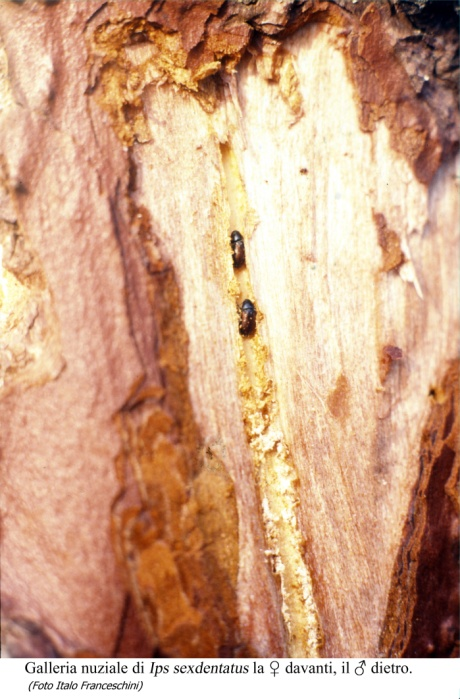 Galleria nuziale di Ips sexdentatus la ♀ davanti, il ♂ dietro.
(Foto Italo Franceschini)